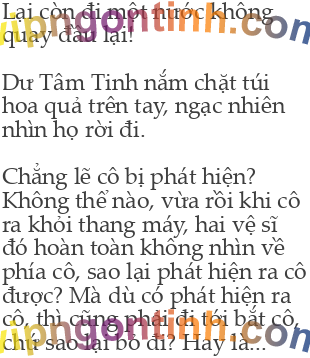 Lại còn đi một nước không
quay đầu lại!
Dư Tâm Tinh nắm chặt túi
hoa quả trên tay, ngạc nhiên
nhìn họ rời đi.
Chẳng lẽ cô bị phát hiện?
Không thể nào, vừa rồi khi cô
ra khỏi thang máy, hai vệ sĩ
đó hoàn toàn không nhìn về
phía cô, sao lại phát hiện ra cô
được? Mà dù có phát hiện ra
cô, thì cũng phải đi tới bắt cô,
chứ sao lại bỏ đi? Hay là...
vipngontinh.com
vipngontinh.com